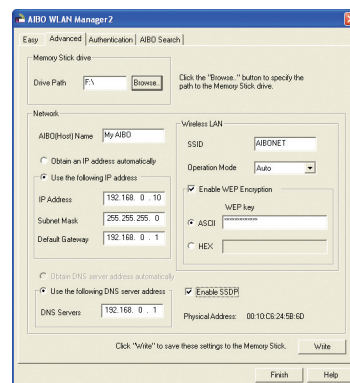 AIBO WLAN Manager2
Easy Advanced Authentication AIBO Search
Memory Stick drive
Drive Path F:\ Browse..
Click the "Browse.." button to specify the
path to the Memory Stick drive.
Network
AIBO(Host) Name My AIBO
Obtain an IP address automatically
Use the following IP address
IP Address 192.168. 0 . 10
Subnet Mask 255.255.255. 0
Default Gateway 192.168. 0 . 1
Obtain DNS server address automatically
Use the following DNS server address
DNS Servers 192.168. 0 . 1
Wireless LAN
SSID AIBONET
Operation Mode Auto
Enable WEP Encryption
WEP key
ASCII
HEX
Enable SSDP
Physical Address: 00:10:C6:24:5B:6D
Click "Write" to save these settings to the Memory Stick. Write
Finish Help